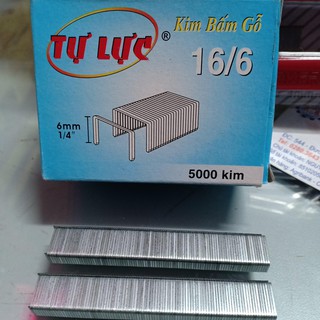 TỰ LỰC ®
Kim Bấm Gỗ
16/6
6mm
1/4"
5000 kim